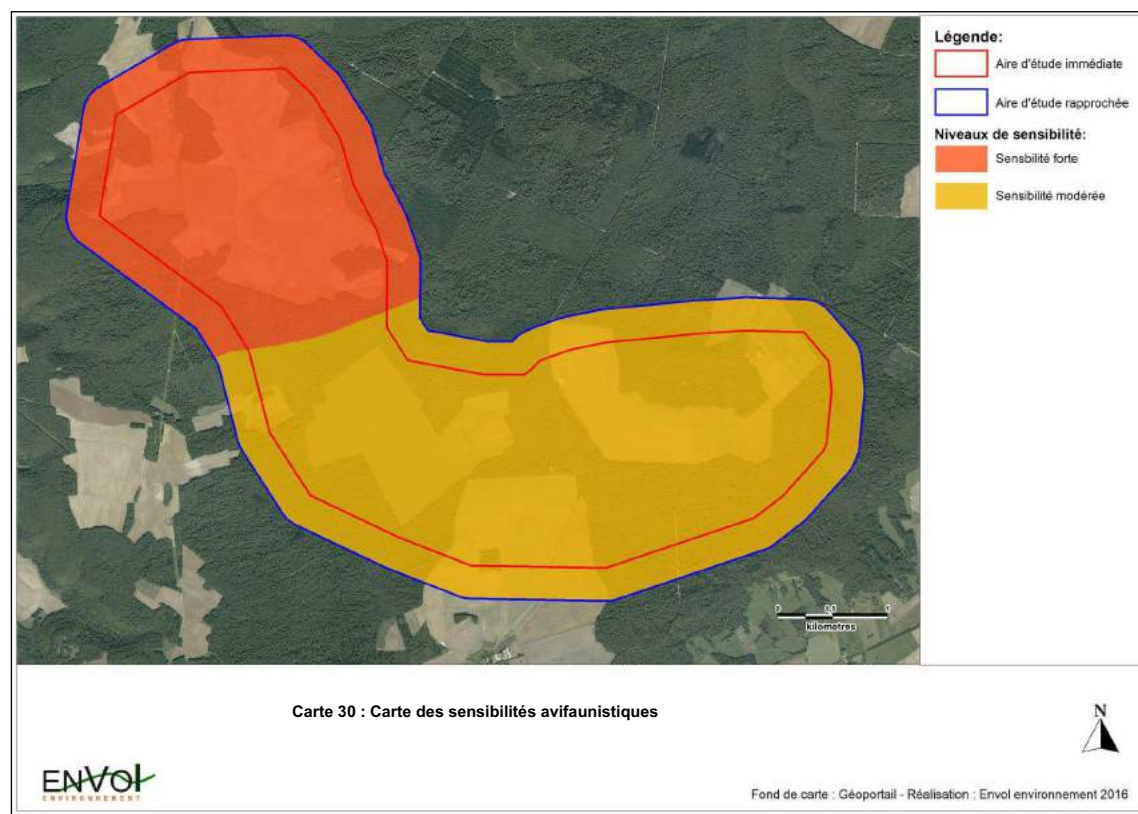 Légende:
Aire d'étude immédiate
Aire d'étude rapprochée
Niveaux de sensibilité:
Sensbilité forte
Sensibilité modérée
0 0,5 1
kilomètres
Carte 30 : Carte des sensibilités avifaunistiques
N
ENVOl
ENVIRONNEMENT
Fond de carte : Géoportail - Réalisation : Envol environnement 2016